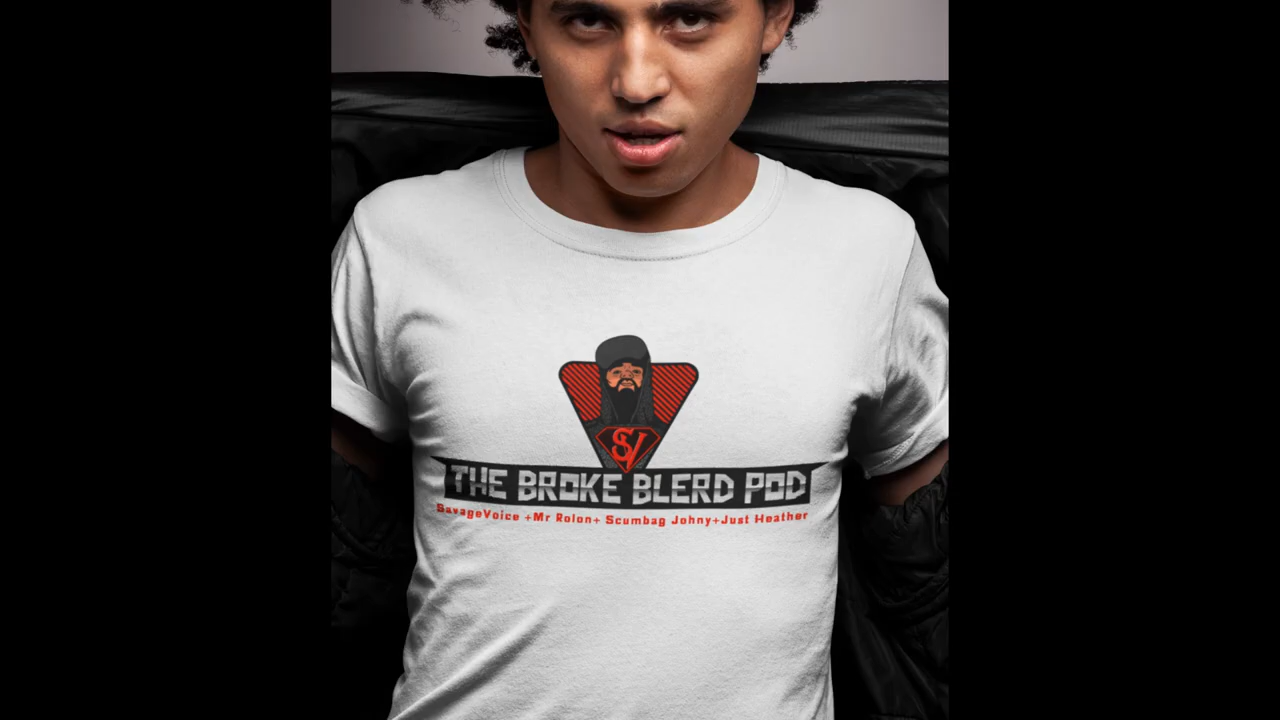 SV
THE BROKE BLERD POD
SavageVoice +Mr Rolon+ Scumbag Johny+Just Heather